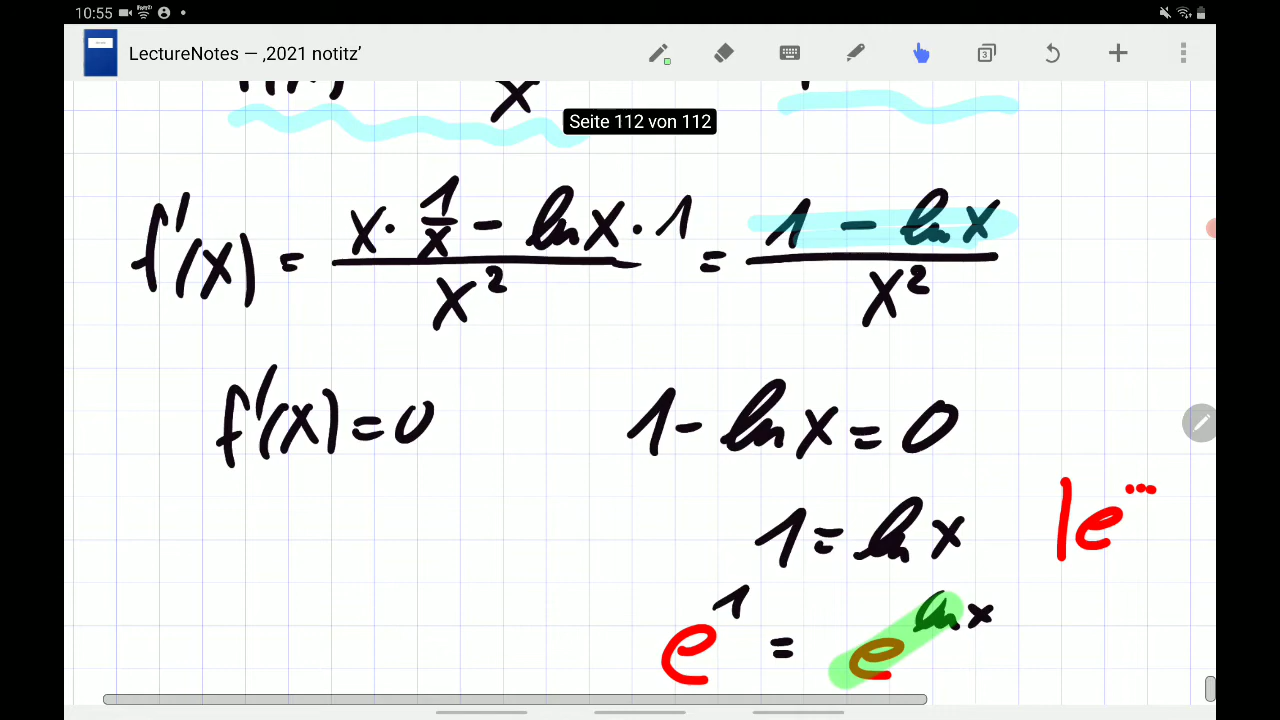 10:55
LectureNotes — ‚2021 notitz’
3
x
Seite 112 von 112
f'(x) = (x · 1/x - ln x · 1)/x² = (1 - ln x)/x²
f'(x) = 0 1 - ln x = 0
1 = ln x | e^...
e^1 = e^ln x